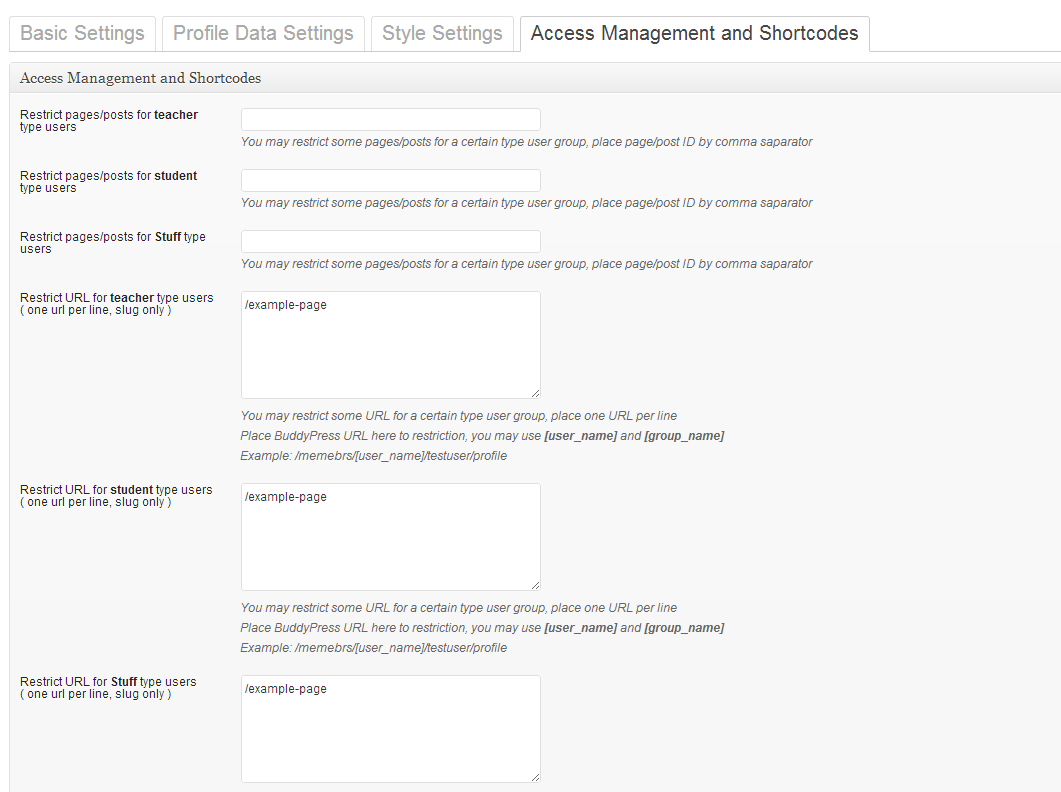 Basic Settings Profile Data Settings Style Settings Access Management and Shortcodes
Access Management and Shortcodes
Restrict pages/posts for teacher
type users
You may restrict some pages/posts for a certain type user group, place page/post ID by comma saparator
Restrict pages/posts for student
type users
You may restrict some pages/posts for a certain type user group, place page/post ID by comma saparator
Restrict pages/posts for Stuff type
users
You may restrict some pages/posts for a certain type user group, place page/post ID by comma saparator
Restrict URL for teacher type users
( one url per line, slug only )
/example-page
You may restrict some URL for a certain type user group, place one URL per line
Place BuddyPress URL here to restriction, you may use [user_name] and [group_name]
Example: /memebrs/[user_name]/testuser/profile
Restrict URL for student type users
( one url per line, slug only )
/example-page
You may restrict some URL for a certain type user group, place one URL per line
Place BuddyPress URL here to restriction, you may use [user_name] and [group_name]
Example: /memebrs/[user_name]/testuser/profile
Restrict URL for Stuff type users
( one url per line, slug only )
/example-page